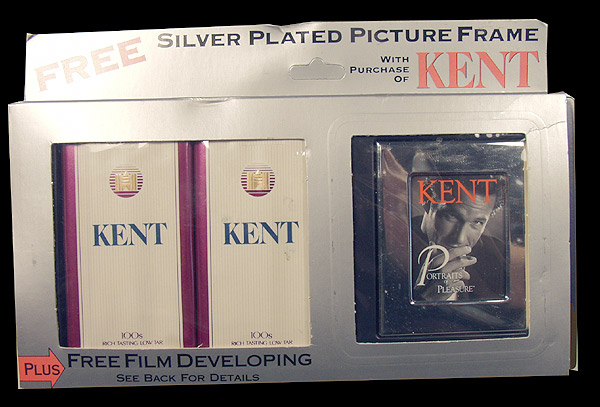 FREE
SILVER PLATED PICTURE FRAME
WITH
PURCHASE
OF
KENT
KENT
100s
RICH TASTING LOW TAR
KENT
100s
RICH TASTING LOW TAR
KENT
PORTRAITS
OF
PLEASURE
PLUS
FREE FILM DEVELOPING
SEE BACK FOR DETAILS